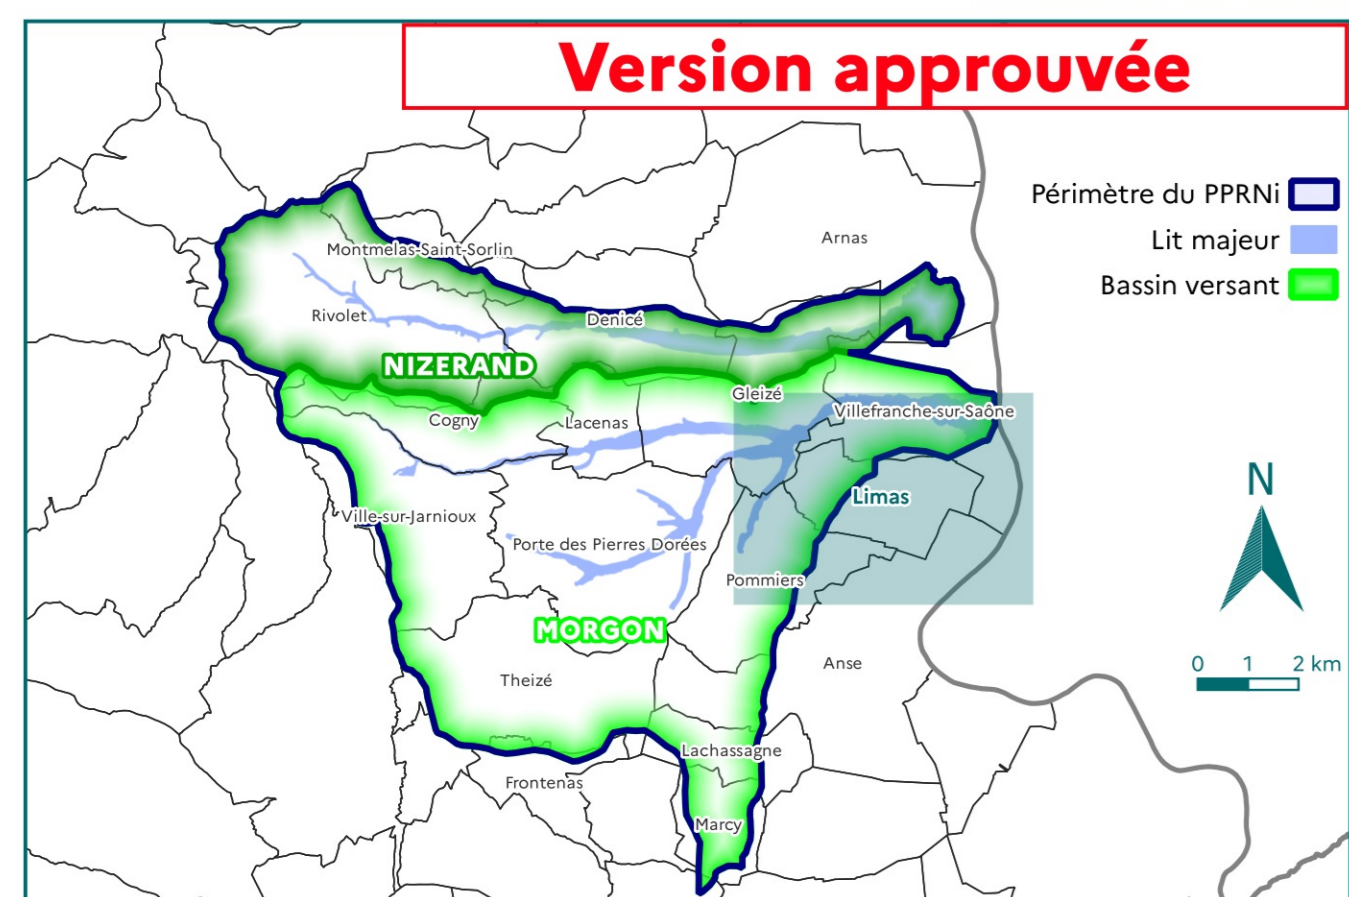 Version approuvée
Périmètre du PPRNi
Lit majeur
Bassin versant
Arnas
Montmelas-Saint-Sorlin
Rivolet
Denicé
NIZERAND
Gleizé
Villefranche-sur-Saône
Cogny
Lacenas
Limas
Ville-sur-Jarnioux
Porte des Pierres Dorées
Pommiers
MORGON
Theizé
Anse
Lachassagne
Frontenas
Marcy
N
0 1 2 km